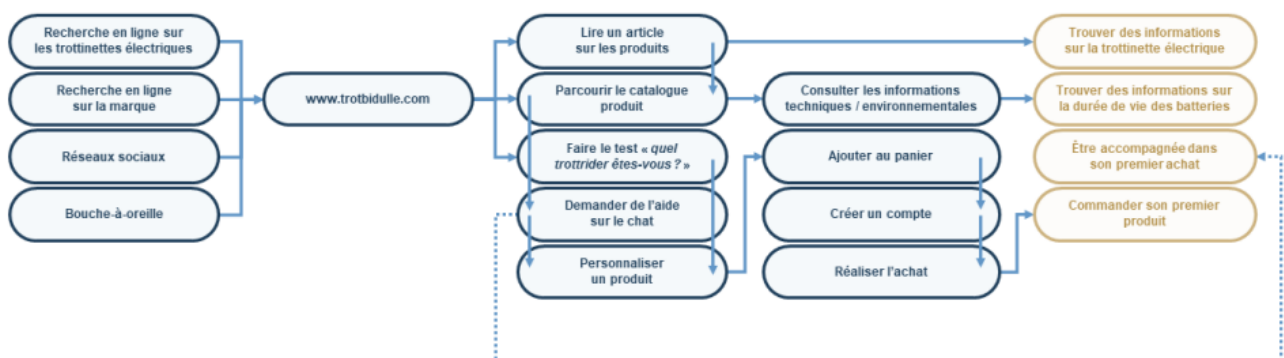 Recherche en ligne sur
les trottinettes électriques
Recherche en ligne
sur la marque
Réseaux sociaux
Bouche-à-oreille
www.trotbidulle.com
Lire un article
sur les produits
Parcourir le catalogue
produit
Faire le test « quel
trottrider êtes-vous ? »
Demander de l'aide
sur le chat
Personnaliser
un produit
Consulter les informations
techniques / environnementales
Ajouter au panier
Créer un compte
Réaliser l'achat
Trouver des informations
sur la trottinette électrique
Trouver des informations sur
la durée de vie des batteries
Être accompagnée dans
son premier achat
Commander son premier
produit